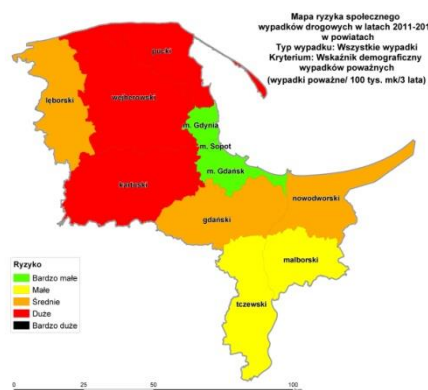 Mapa ryzyka społecznego
wypadków drogowych w latach 2011-201
w powiatach
Typ wypadku: Wszystkie wypadki
Kryterium: Wskaźnik demograficzny
wypadków poważnych
(wypadki poważne/ 100 tys. mk/3 lata)
pucki
lęborski
wejherowski
m. Gdynia
m. Sopot
m. Gdańsk
kartuski
nowodworski
gdański
malborski
tczewski
Ryzyko
Bardzo małe
Małe
Średnie
Duże
Bardzo duże
0 25 50 100